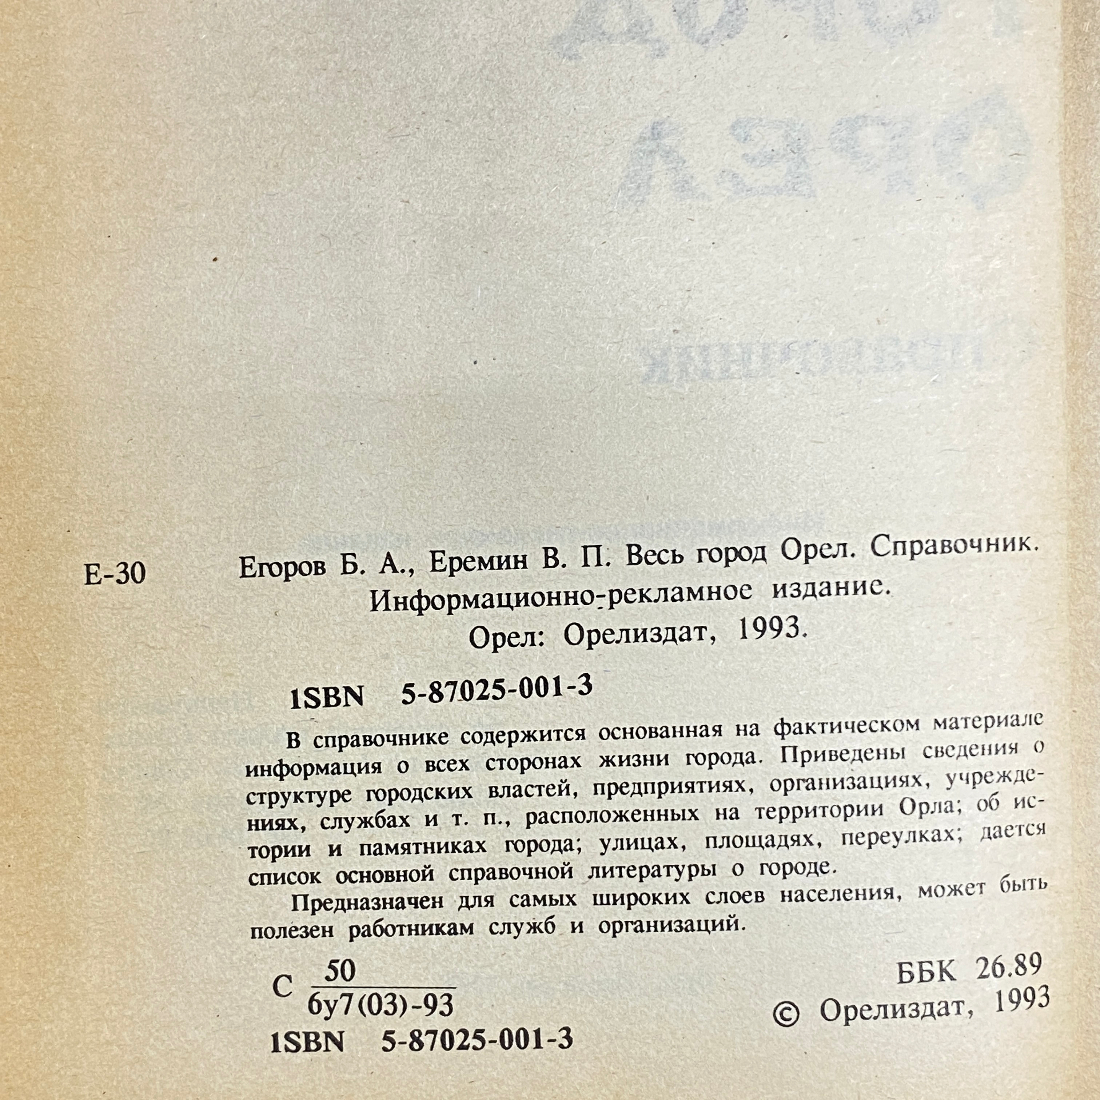 Е-30
Егоров Б. А., Еремин В. П. Весь город Орел. Справочник.
Информационно-рекламное издание.
Орел: Орелиздат, 1993.
1SBN 5-87025-001-3
В справочнике содержится основанная на фактическом материале
информация о всех сторонах жизни города. Приведены сведения о
структуре городских властей, предприятиях, организациях, учрежде-
ниях, службах и т. п., расположенных на территории Орла; об ис-
тории и памятниках города; улицах, площадях, переулках; дается
список основной справочной литературы о городе.
Предназначен для самых широких слоев населения, может быть
полезен работникам служб и организаций.
С 50
6у7(03)-93
ББК 26.89
© Орелиздат, 1993
1SBN 5-87025-001-3